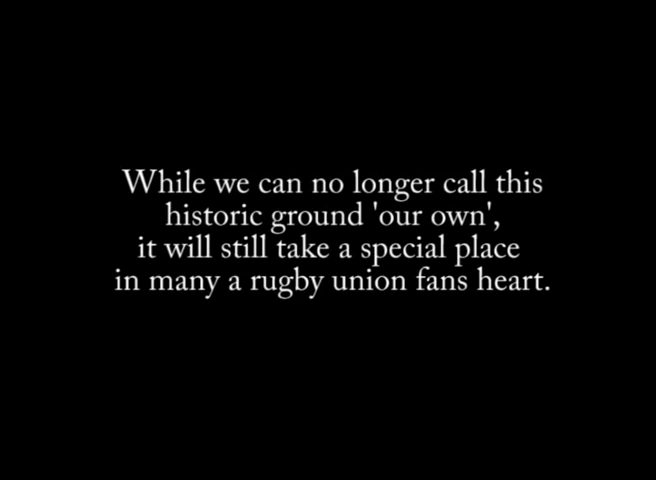 While we can no longer call this
historic ground 'our own',
it will still take a special place
in many a rugby union fans heart.